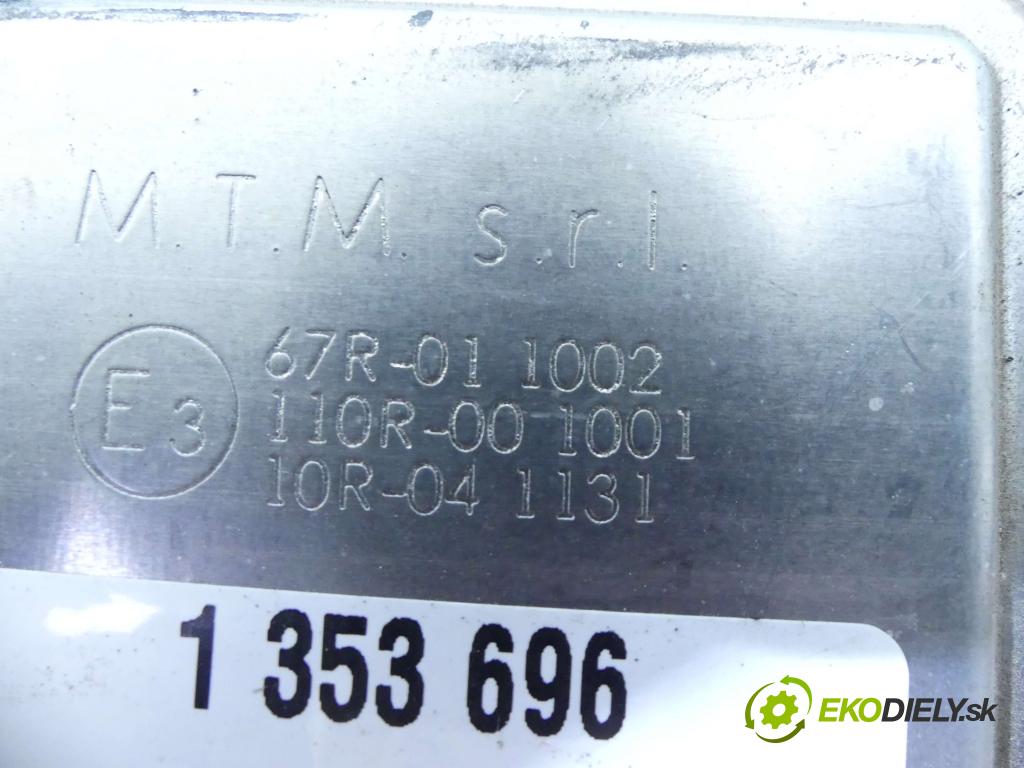 M.T.M. s.r.l.
E3
67R-01 1002
110R-00 1001
10R-04 1131
1 353 696
EKODIELY.sk